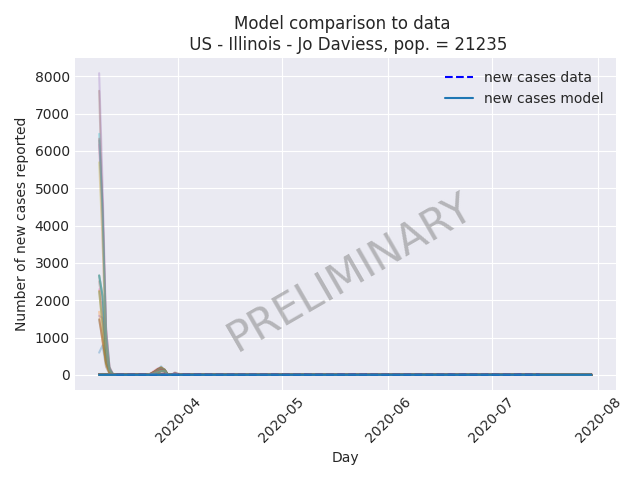 Model comparison to data
US - Illinois - Jo Daviess, pop. = 21235
Number of new cases reported
8000
7000
6000
5000
4000
3000
2000
1000
0
new cases data
new cases model
PRELIMINARY
2020-04
2020-05
2020-06
2020-07
2020-08
Day